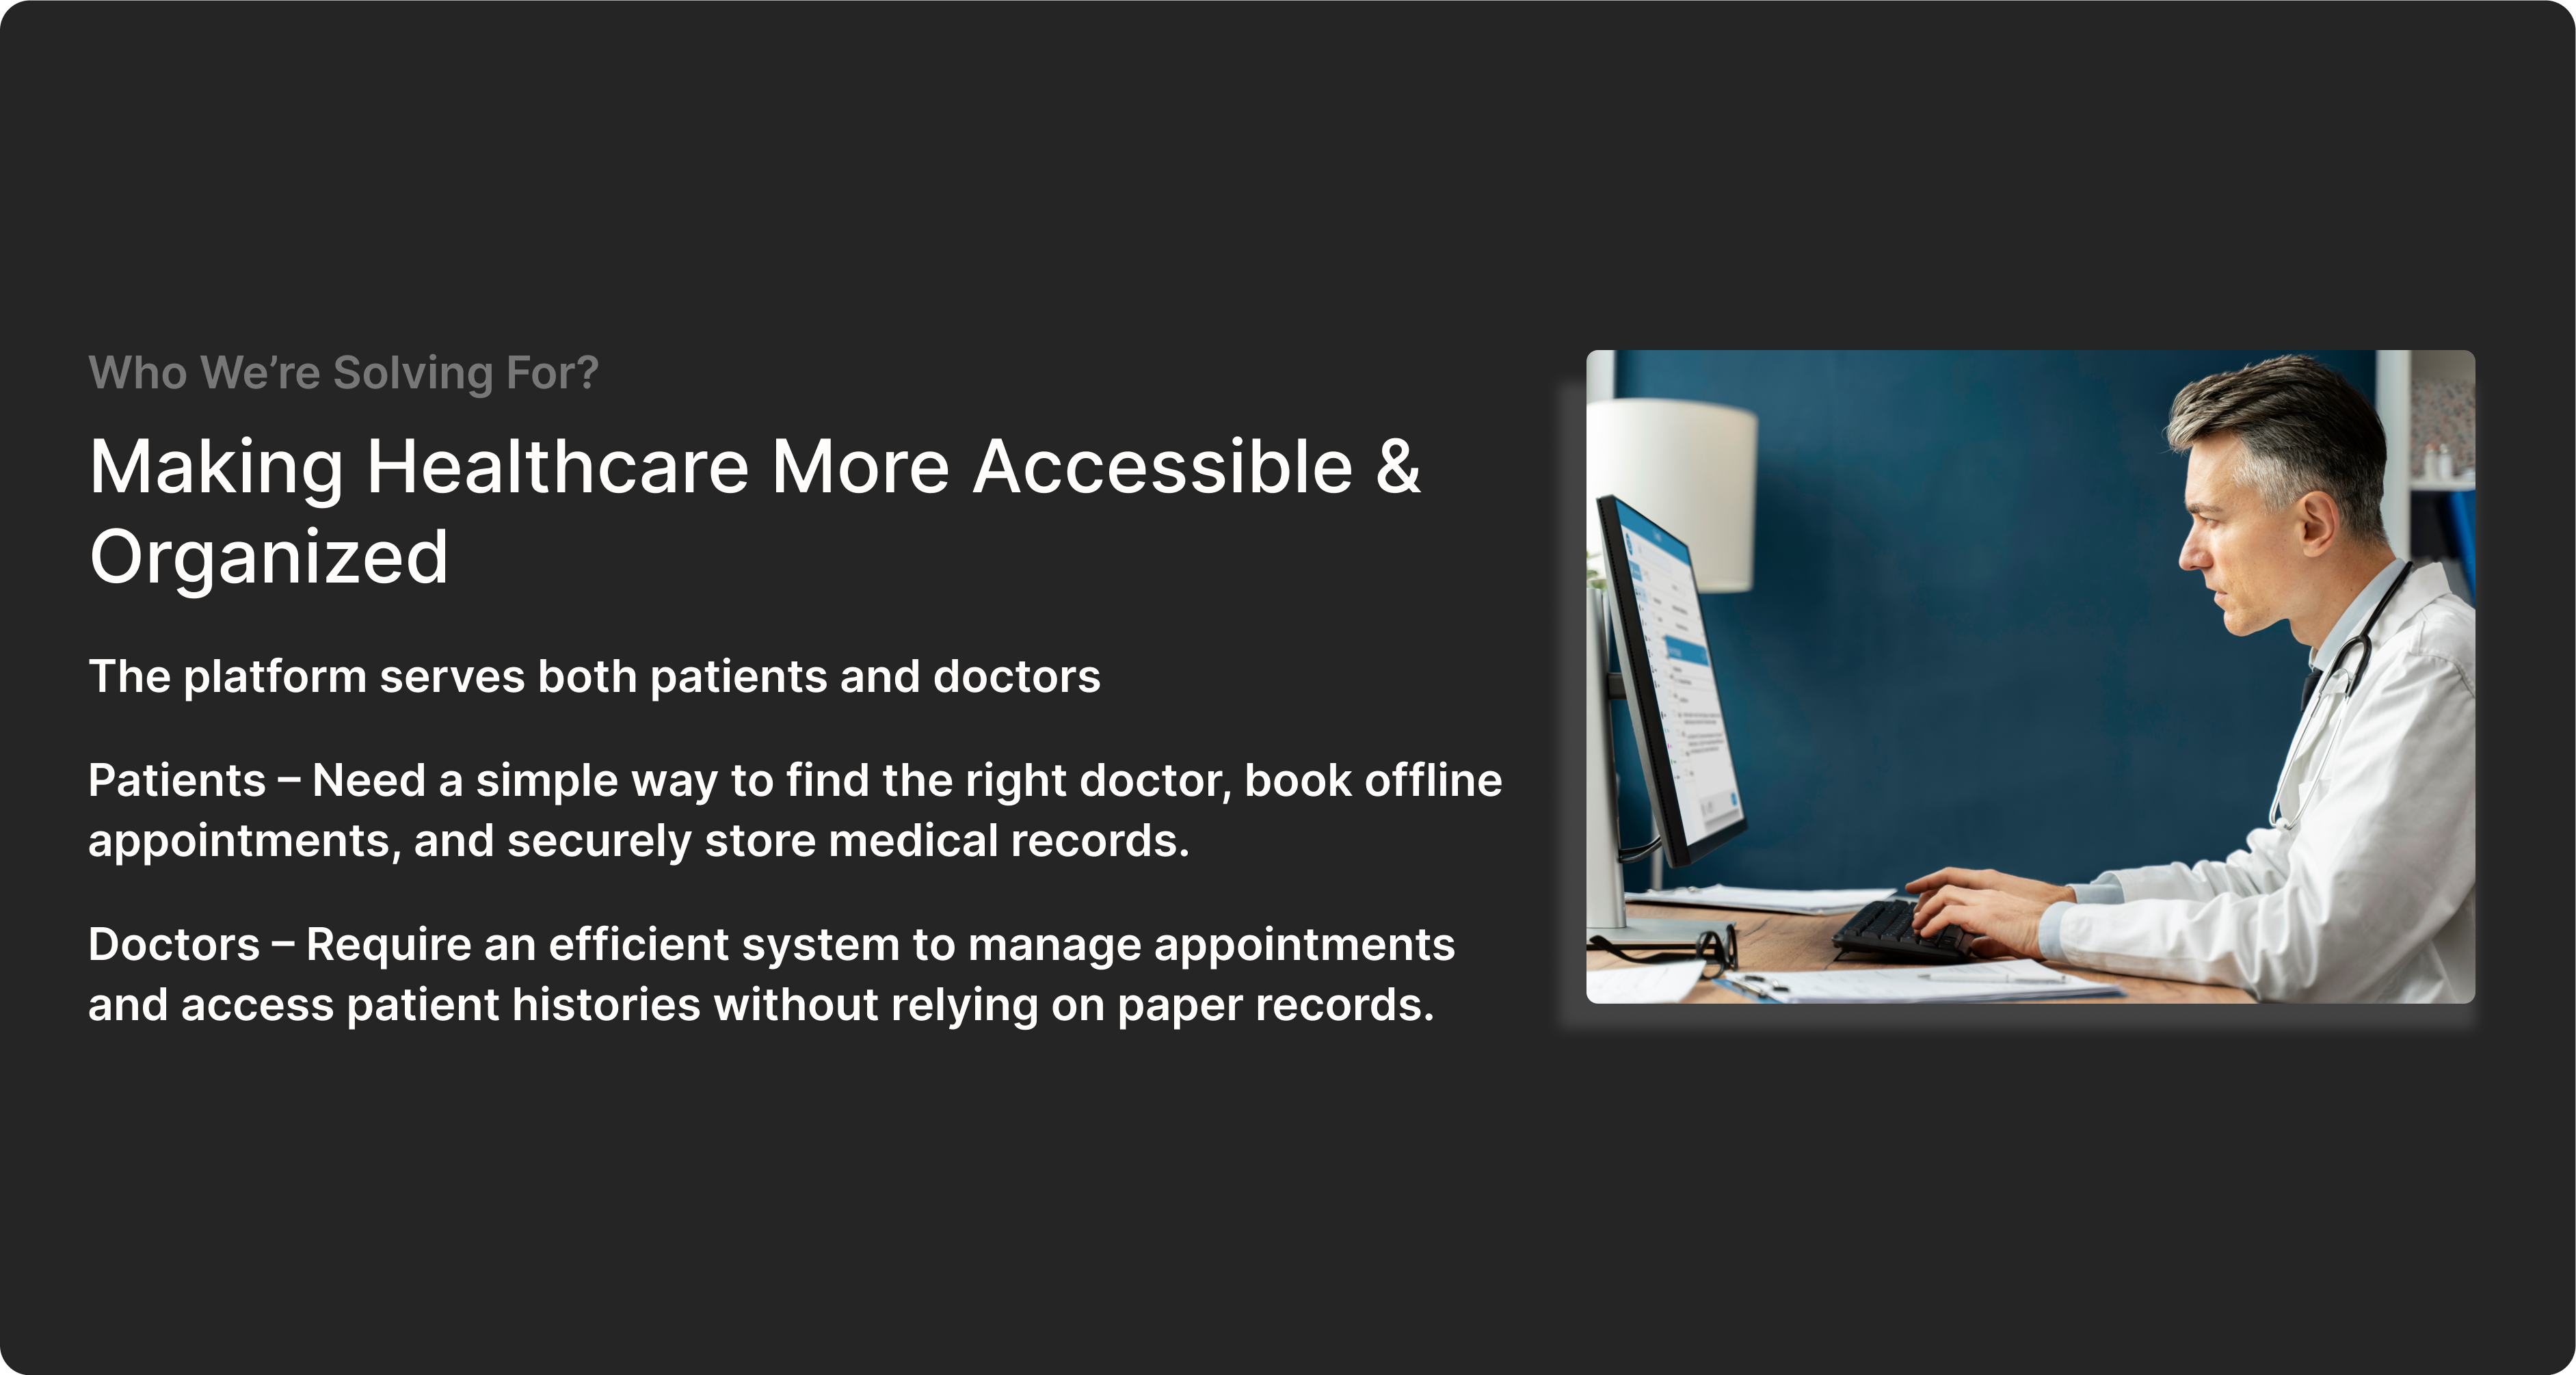 Who We’re Solving For?
Making Healthcare More Accessible &
Organized
The platform serves both patients and doctors
Patients – Need a simple way to find the right doctor, book offline
appointments, and securely store medical records.
Doctors – Require an efficient system to manage appointments
and access patient histories without relying on paper records.